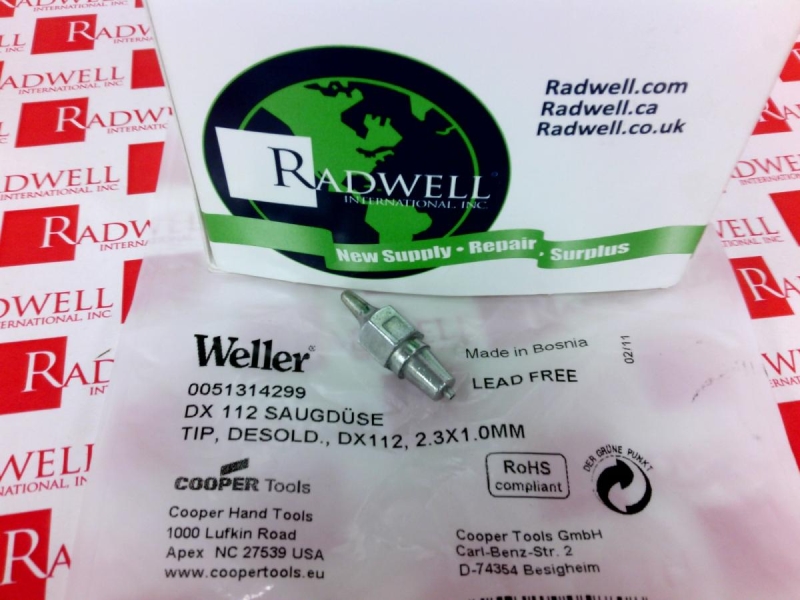 RADWELL
INTERNATIONAL, INC.
Radwell.com
Radwell.ca
Radwell.co.uk
New Supply • Repair • Surplus
Weller®
Made in Bosnia
02/11
LEAD FREE
0051314299
DX 112 SAUGDÜSE
TIP, DESOLD., DX112, 2.3X1.0MM
COOPER Tools
RoHS
compliant
DER GRÜNE PUNKT
Cooper Hand Tools
1000 Lufkin Road
Apex NC 27539 USA
www.coopertools.eu
Cooper Tools GmbH
Carl-Benz-Str. 2
D-74354 Besigheim
RADWELL
INTERNATIONAL INC.